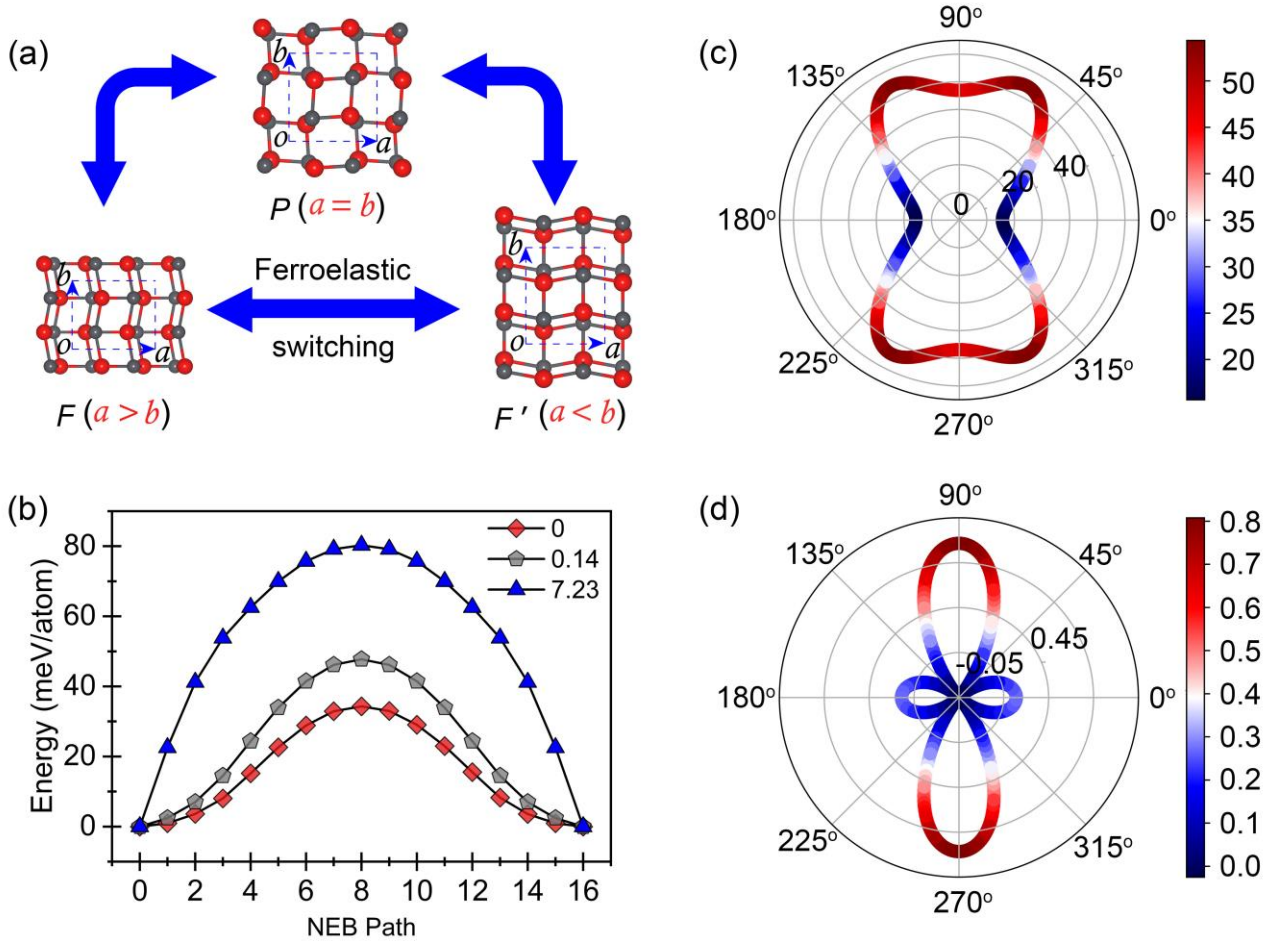 (a)
b
o
a
P (a = b)
b
o
a
F (a > b)
Ferroelastic
switching
b
o
a
F′ (a < b)
(b)
Energy (meV/atom)
80
60
40
20
0
0
0.14
7.23
0 2 4 6 8 10 12 14 16
NEB Path
(c)
90°
135° 45°
180° 0 20 40 0°
225° 315°
270°
50
45
40
35
30
25
20
(d)
90°
135° 45°
180° -0.05 0.45 0°
225° 315°
270°
0.8
0.7
0.6
0.5
0.4
0.3
0.2
0.1
0.0